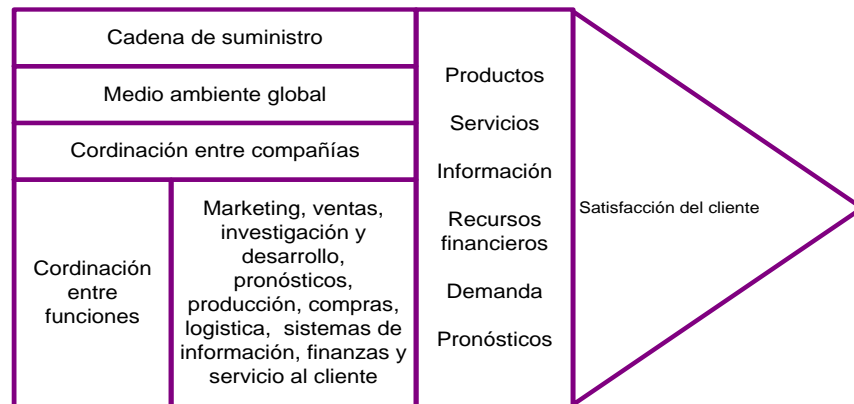 Cadena de suministro
Medio ambiente global
Cordinación entre compañías
Cordinación
entre
funciones
Marketing, ventas,
investigación y
desarrollo,
pronósticos,
producción, compras,
logistica, sistemas de
información, finanzas y
servicio al cliente
Productos
Servicios
Información
Recursos
financieros
Demanda
Pronósticos
Satisfacción del cliente